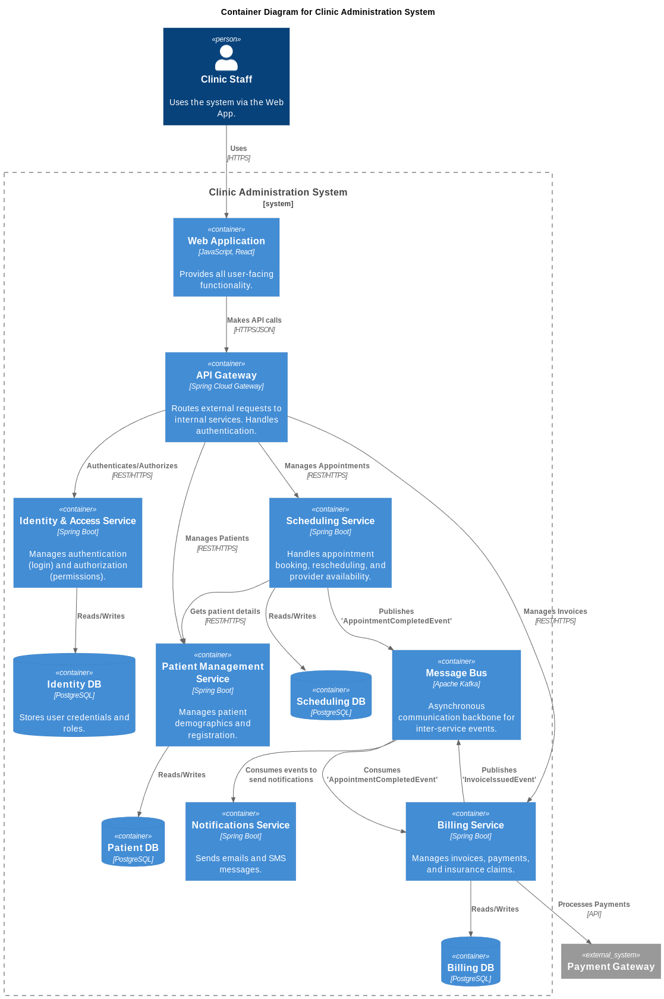 Container Diagram for Clinic Administration System
«person»
Clinic Staff
Uses the system via the Web
App.
Uses
[HTTPS]
Clinic Administration System
[system]
«container»
Web Application
[JavaScript, React]
Provides all user-facing
functionality.
Makes API calls
[HTTPS/JSON]
«container»
API Gateway
[Spring Cloud Gateway]
Routes external requests to
internal services. Handles
authentication.
Authenticates/Authorizes
[REST/HTTPS]
Manages Appointments
[REST/HTTPS]
«container»
Identity & Access Service
[Spring Boot]
Manages authentication
(login) and authorization
(permissions).
Manages Patients
[REST/HTTPS]
«container»
Scheduling Service
[Spring Boot]
Handles appointment
booking, rescheduling, and
provider availability.
Reads/Writes
Gets patient details
[REST/HTTPS]
Reads/Writes
Publishes
'AppointmentCompletedEvent'
Manages Invoices
[REST/HTTPS]
«container»
Identity DB
[PostgreSQL]
Stores user credentials and
roles.
«container»
Patient Management
Service
[Spring Boot]
Manages patient
demographics and
registration.
«container»
Scheduling DB
[PostgreSQL]
«container»
Message Bus
[Apache Kafka]
Asynchronous
communication backbone for
inter-service events.
Reads/Writes
Consumes events to
send notifications
Consumes
'AppointmentCompletedEvent'
Publishes
'InvoiceIssuedEvent'
«container»
Patient DB
[PostgreSQL]
«container»
Notifications Service
[Spring Boot]
Sends emails and SMS
messages.
«container»
Billing Service
[Spring Boot]
Manages invoices, payments,
and insurance claims.
Reads/Writes
Processes Payments
[API]
«container»
Billing DB
[PostgreSQL]
«external_system»
Payment Gateway